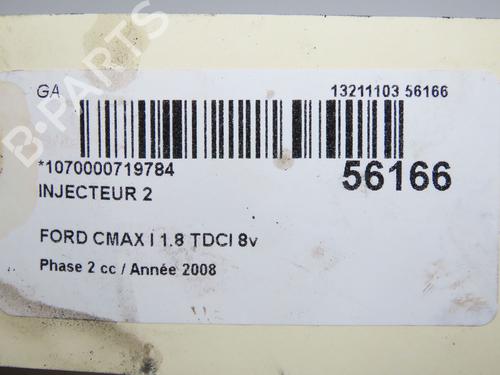 GA
13211103 56166
*1070000719784
56166
INJECTEUR 2
FORD CMAX I 1.8 TDCI 8v
Phase 2 cc / Année 2008
B-PARTS